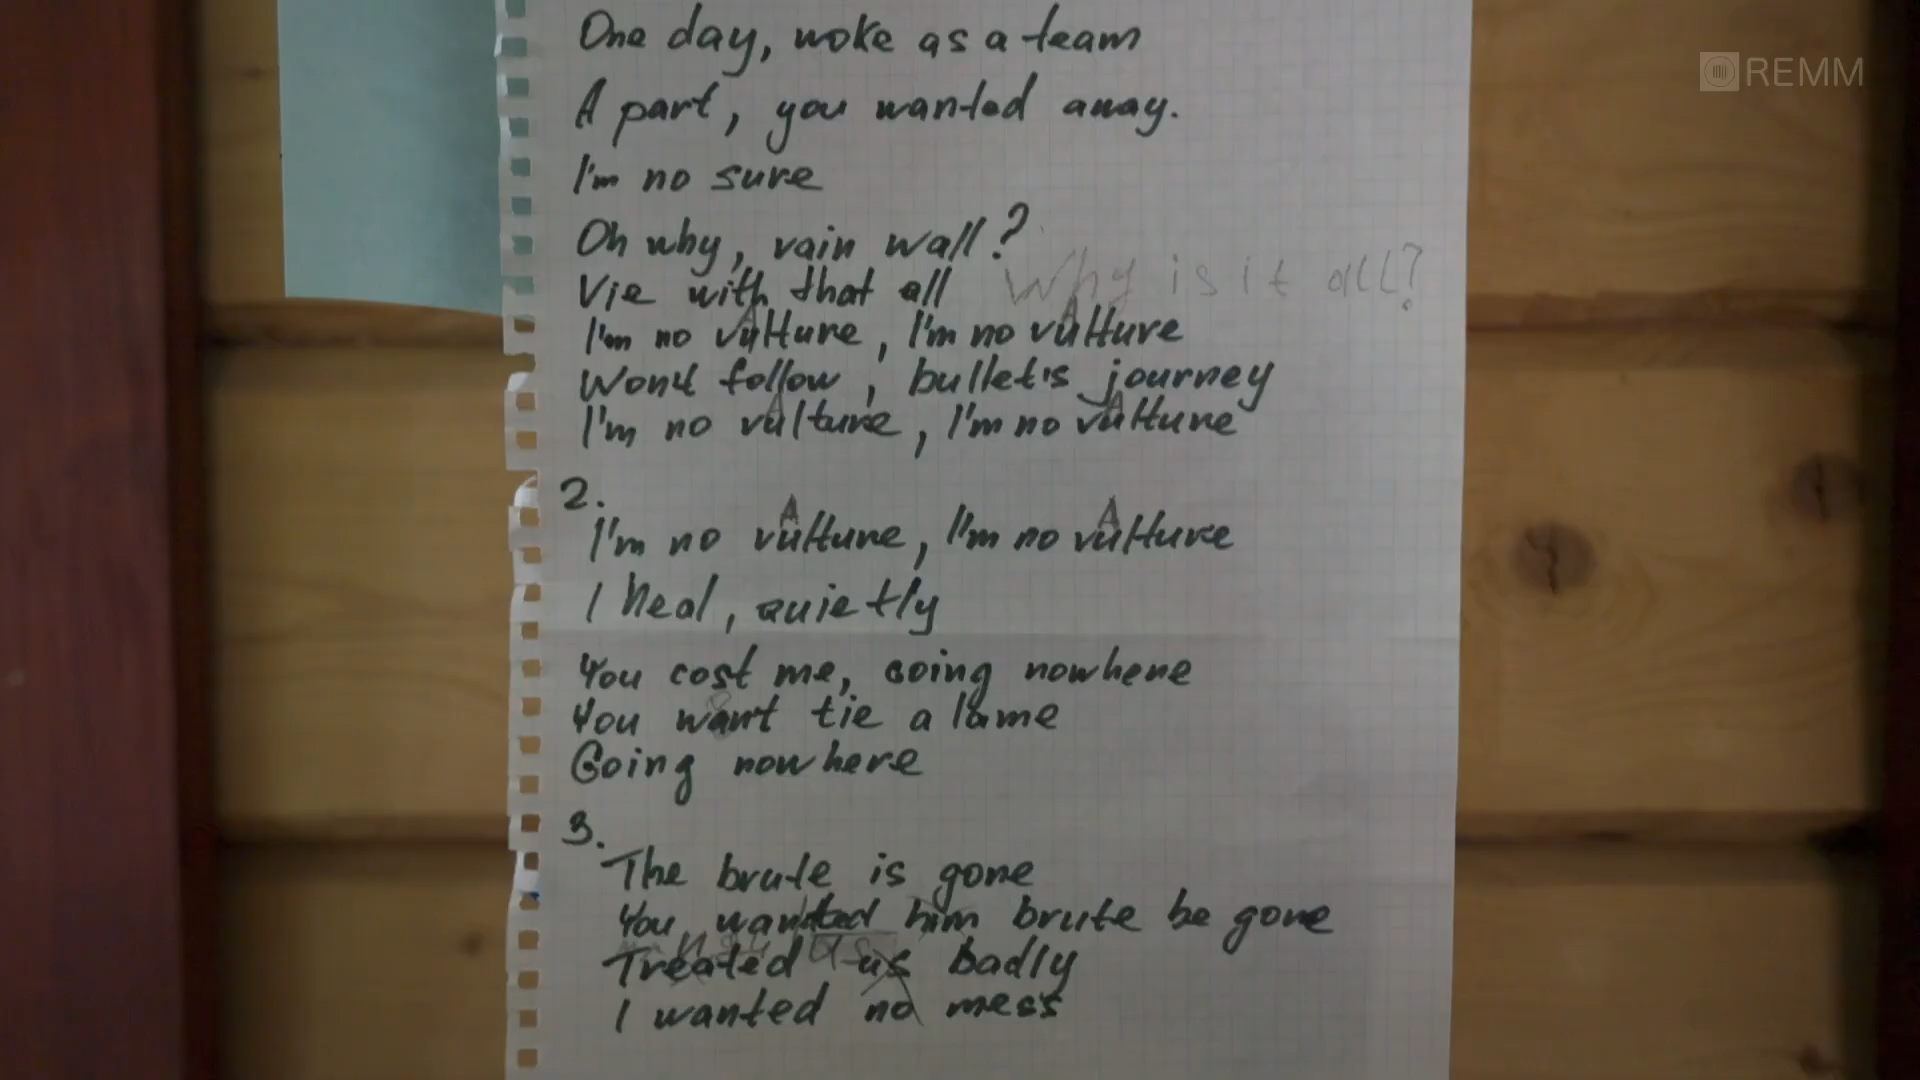 One day, woke as a team
REMM
A part, you wanted away.
I'm no sure
Oh why, vain wall?
Why is it all?
Vie with that all
I'm no vulture, I'm no vulture
Wont follow, bullet's journey
I'm no vulture, I'm no vulture
2.
A A
I'm no vulture, I'm no vulture
I heal, quietly
You cost me, Going nowhere
You want tie a lame
Going nowhere
3.
The brute is gone
You wanted him brute be gone
Treated us badly
I wanted no mess